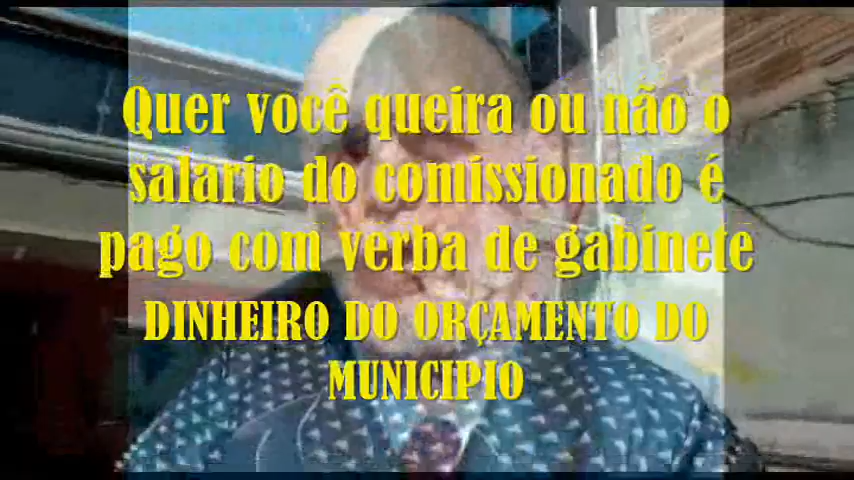 Quer você queira ou não o
salario do comissionado é
pago com verba de gabinete
DINHEIRO DO ORÇAMENTO DO
MUNICIPIO